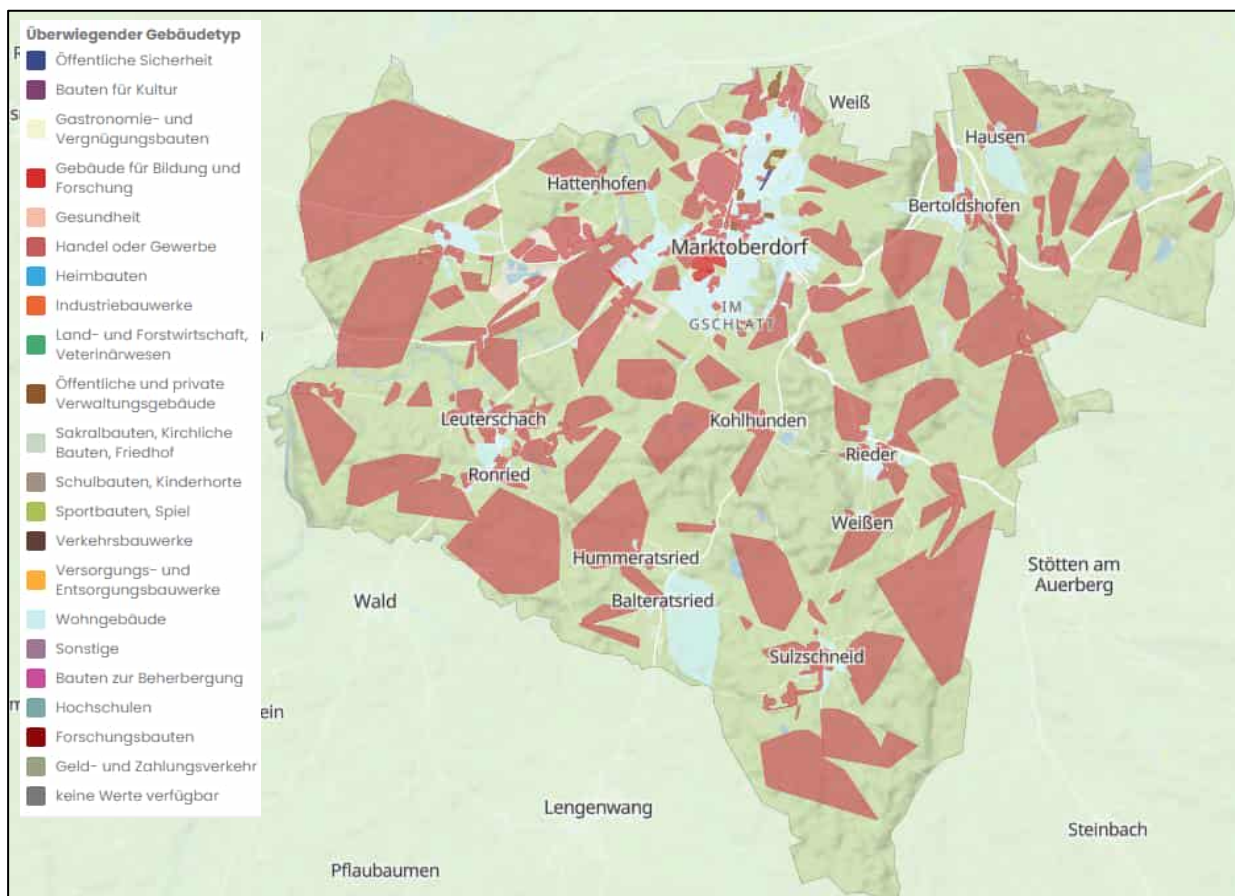 Überwiegender Gebäudetyp
Öffentliche Sicherheit
Bauten für Kultur
Gastronomie- und
Vergnügungsbauten
Gebäude für Bildung und
Forschung
Gesundheit
Handel oder Gewerbe
Heimbauten
Industriebauwerke
Land- und Forstwirtschaft,
Veterinärwesen
Öffentliche und private
Verwaltungsgebäude
Sakralbauten, Kirchliche
Bauten, Friedhof
Schulbauten, Kinderhorte
Sportbauten, Spiel
Verkehrsbauwerke
Versorgungs- und
Entsorgungsbauwerke
Wohngebäude
Sonstige
Bauten zur Beherbergung
Hochschulen
Forschungsbauten
Geld- und Zahlungsverkehr
keine Werte verfügbar
Weiß
Hausen
Hattenhofen
Bertoldshofen
Marktoberdorf
IM
GSCHLATT
Leuterschach
Kohlhunden
Rieder
Ronried
Weißen
Hummeratsried
Stötten am
Auerberg
Wald
Balteratsried
Sulzschneid
ein
Lengenwang
Steinbach
Pflaubaumen